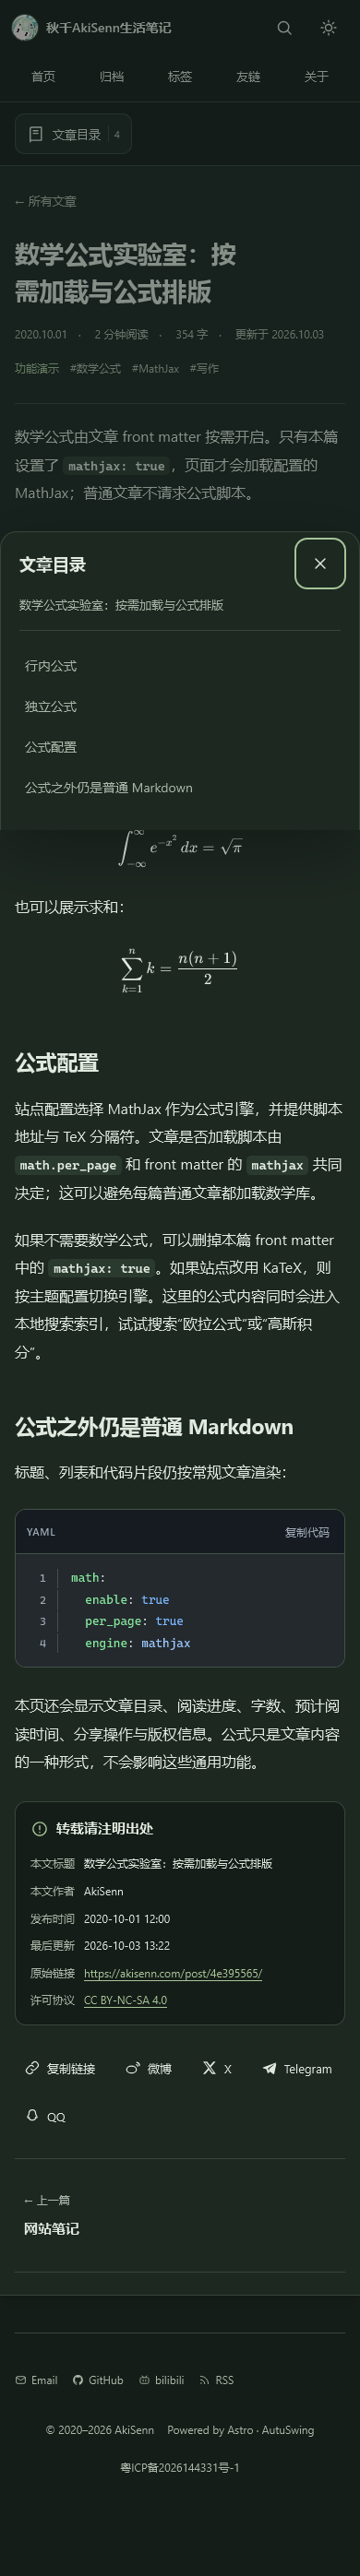 秋千AkiSenn生活笔记
首页 归档 标签 友链 关于
文章目录 4
← 所有文章
数学公式实验室：按
需加载与公式排版
2020.10.01 · 2 分钟阅读 · 354 字 · 更新于 2026.10.03
功能演示 #数学公式 #MathJax #写作
数学公式由文章 front matter 按需开启。只有本篇
设置了 mathjax: true，页面才会加载配置的
MathJax；普通文章不请求公式脚本。
文章目录
数学公式实验室：按需加载与公式排版
行内公式
独立公式
公式配置
公式之外仍是普通 Markdown
∫_{-∞}^{∞} e^{-x^2} dx = √π
也可以展示求和：
∑_{k=1}^{n} k = n(n + 1)/2
公式配置
站点配置选择 MathJax 作为公式引擎，并提供脚本
地址与 TeX 分隔符。文章是否加载脚本由
math.per_page 和 front matter 的 mathjax 共同
决定；这可以避免每篇普通文章都加载数学库。
如果不需要数学公式，可以删掉本篇 front matter
中的 mathjax: true。如果站点改用 KaTeX，则
按主题配置切换引擎。这里的公式内容同时会进入
本地搜索索引，试试搜索“欧拉公式”或“高斯积
分”。
公式之外仍是普通 Markdown
标题、列表和代码片段仍按常规文章渲染：
YAML 复制代码
1 math:
2 enable: true
3 per_page: true
4 engine: mathjax
本页还会显示文章目录、阅读进度、字数、预计阅
读时间、分享操作与版权信息。公式只是文章内容
的一种形式，不会影响这些通用功能。
转载请注明出处
本文标题 数学公式实验室：按需加载与公式排版
本文作者 AkiSenn
发布时间 2020-10-01 12:00
最后更新 2026-10-03 13:22
原始链接 https://akisenn.com/post/4e395565/
许可协议 CC BY-NC-SA 4.0
复制链接 微博 X Telegram
QQ
← 上一篇
网站笔记
Email GitHub bilibili RSS
© 2020–2026 AkiSenn Powered by Astro · AutuSwing
粤ICP备2026144331号-1